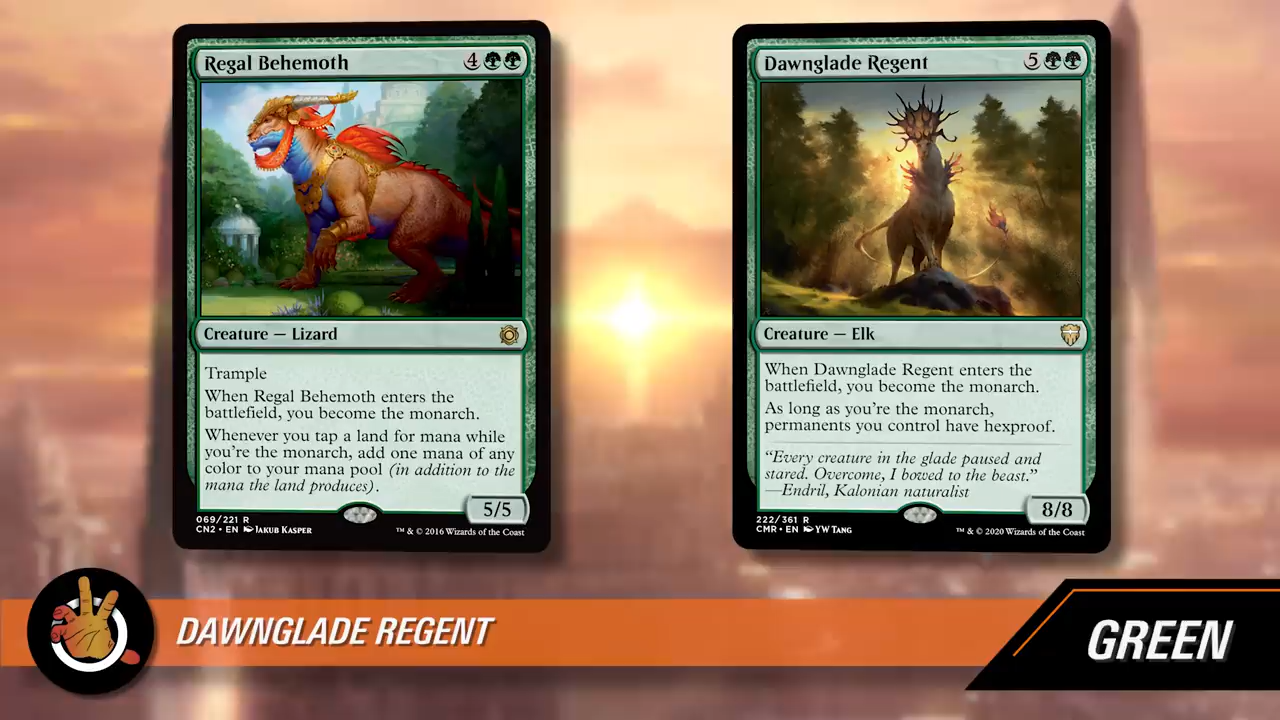 Regal Behemoth 4
Creature — Lizard
Trample
When Regal Behemoth enters the
battlefield, you become the monarch.
Whenever you tap a land for mana while
you're the monarch, add one mana of any
color to your mana pool (in addition to the
mana the land produces).
5/5
069/221 R
CN2 • EN JAKUB KASPER
™ & © 2016 Wizards of the Coast
Dawnglade Regent 5
Creature — Elk
When Dawnglade Regent enters the
battlefield, you become the monarch.
As long as you're the monarch,
permanents you control have hexproof.
“Every creature in the glade paused and
stared. Overcome, I bowed to the beast.”
—Endril, Kalonian naturalist
8/8
222/361 R
CMR • EN YW TANG
™ & © 2020 Wizards of the Coast
DAWNGLADE REGENT
GREEN